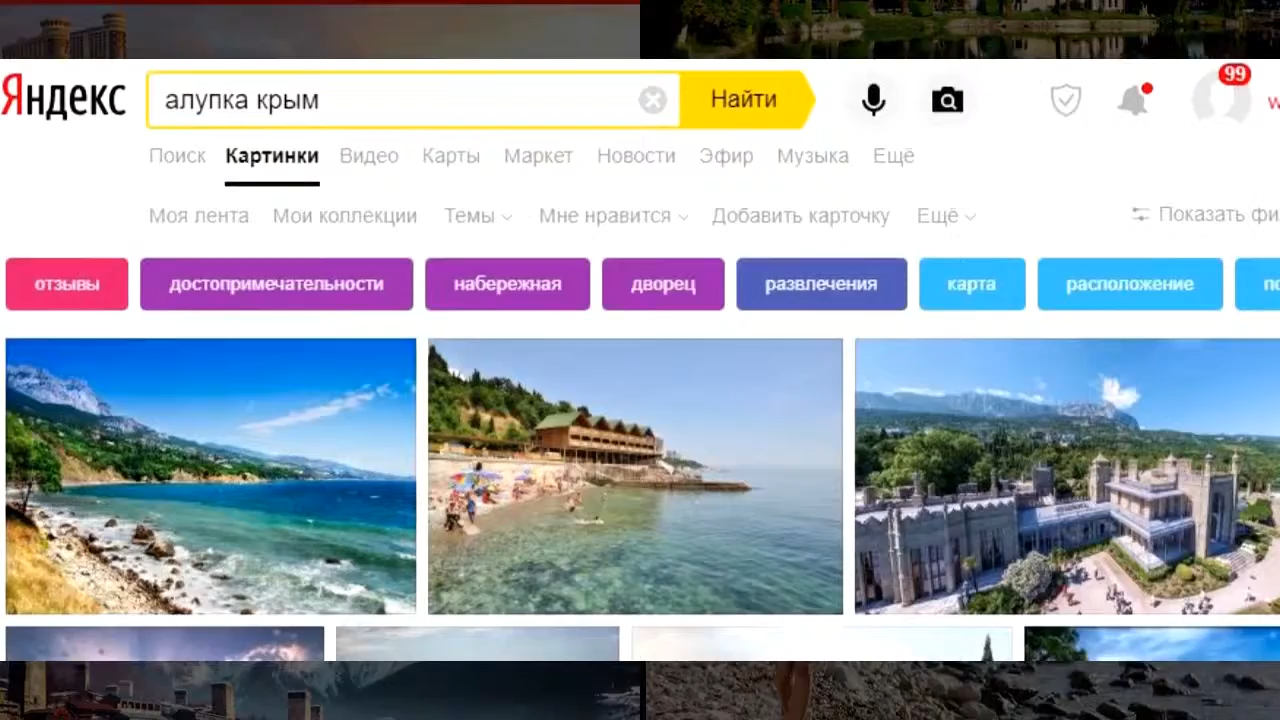 99
Яндекс
алупка крым
Найти
Поиск Картинки Видео Карты Маркет Новости Эфир Музыка Ещё
Моя лента Мои коллекции Темы Мне нравится Добавить карточку Ещё Показать фи
отзывы достопримечательности набережная дворец развлечения карта расположение